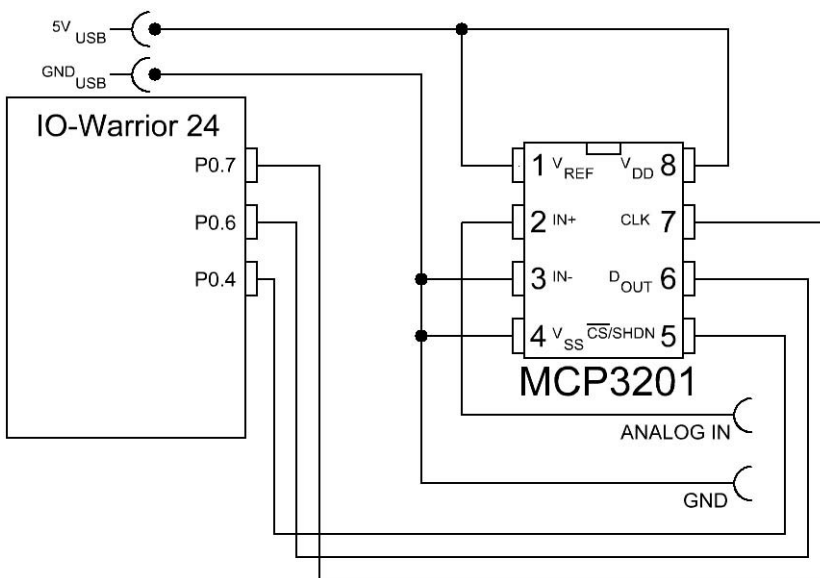 5V USB
GND USB
IO-Warrior 24
P0.7
P0.6
P0.4
1 VREF VDD 8
2 IN+ CLK 7
3 IN- DOUT 6
4 VSS CS/SHDN 5
MCP3201
ANALOG IN
GND